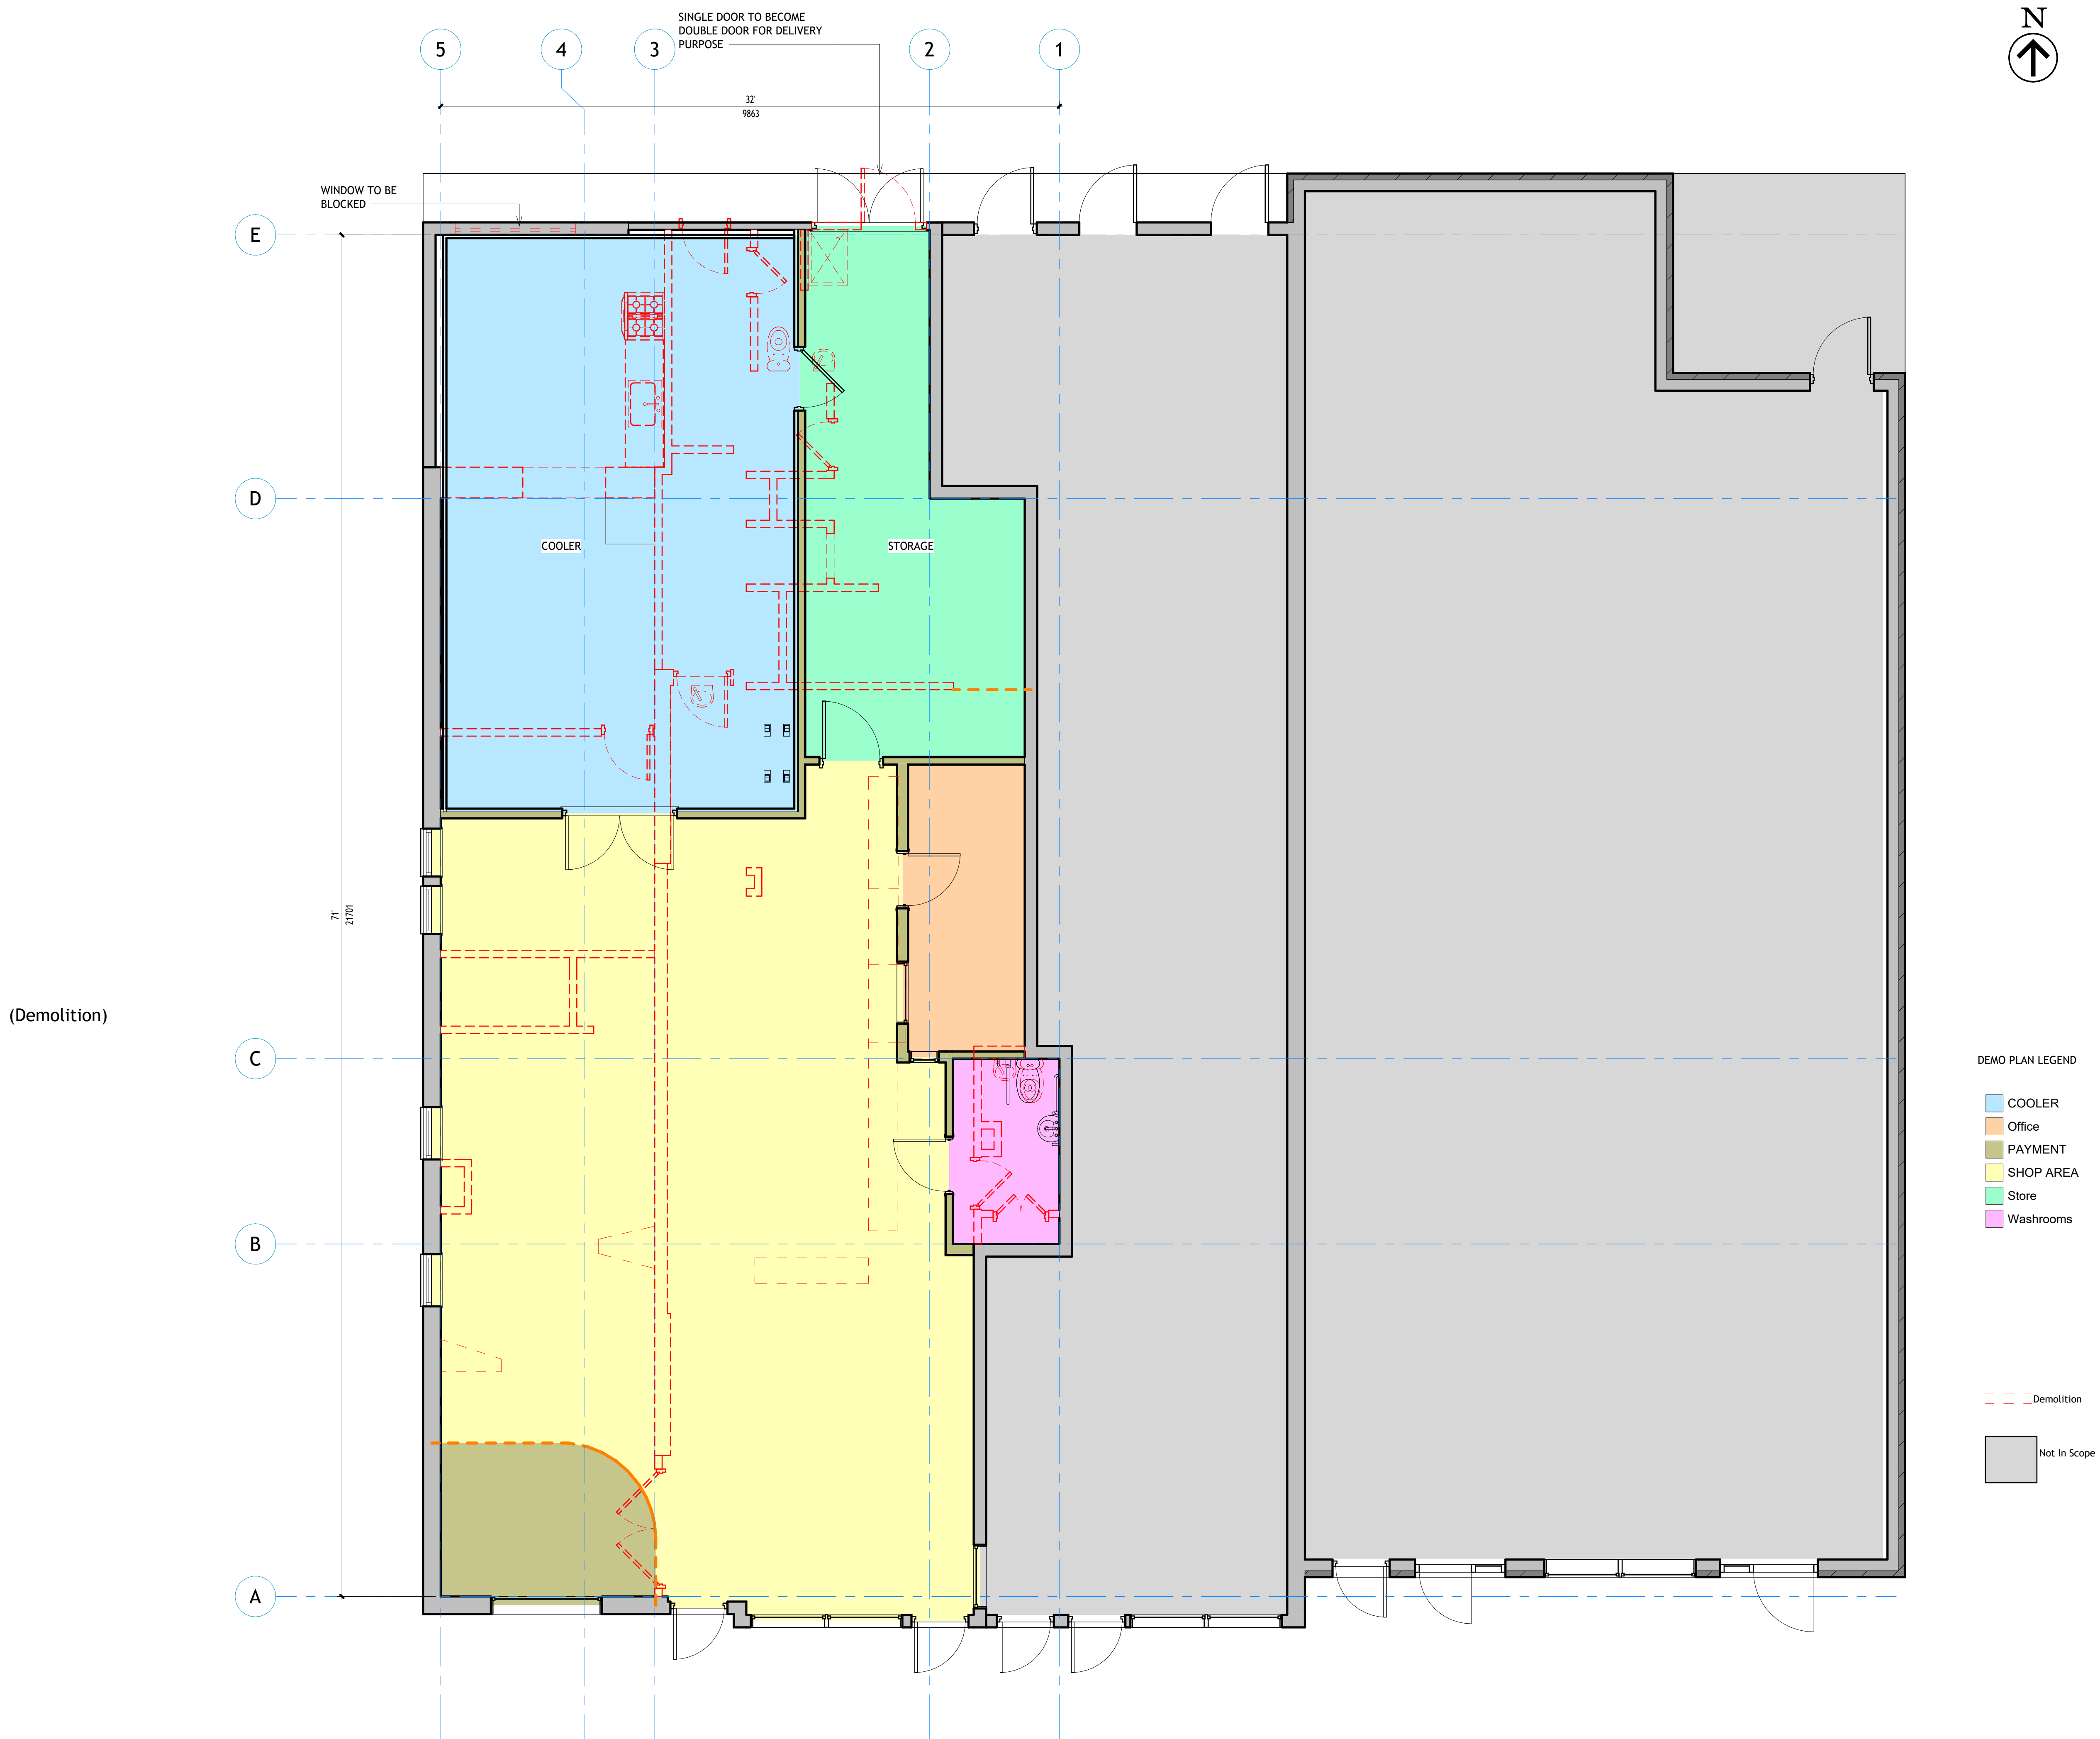 SINGLE DOOR TO BECOME
DOUBLE DOOR FOR DELIVERY
PURPOSE
N
5
4
3
2
1
32'
9863
WINDOW TO BE
BLOCKED
E
D
COOLER
STORAGE
71'
21701
(Demolition)
C
B
A
DEMO PLAN LEGEND
COOLER
Office
PAYMENT
SHOP AREA
Store
Washrooms
Demolition
Not In Scope